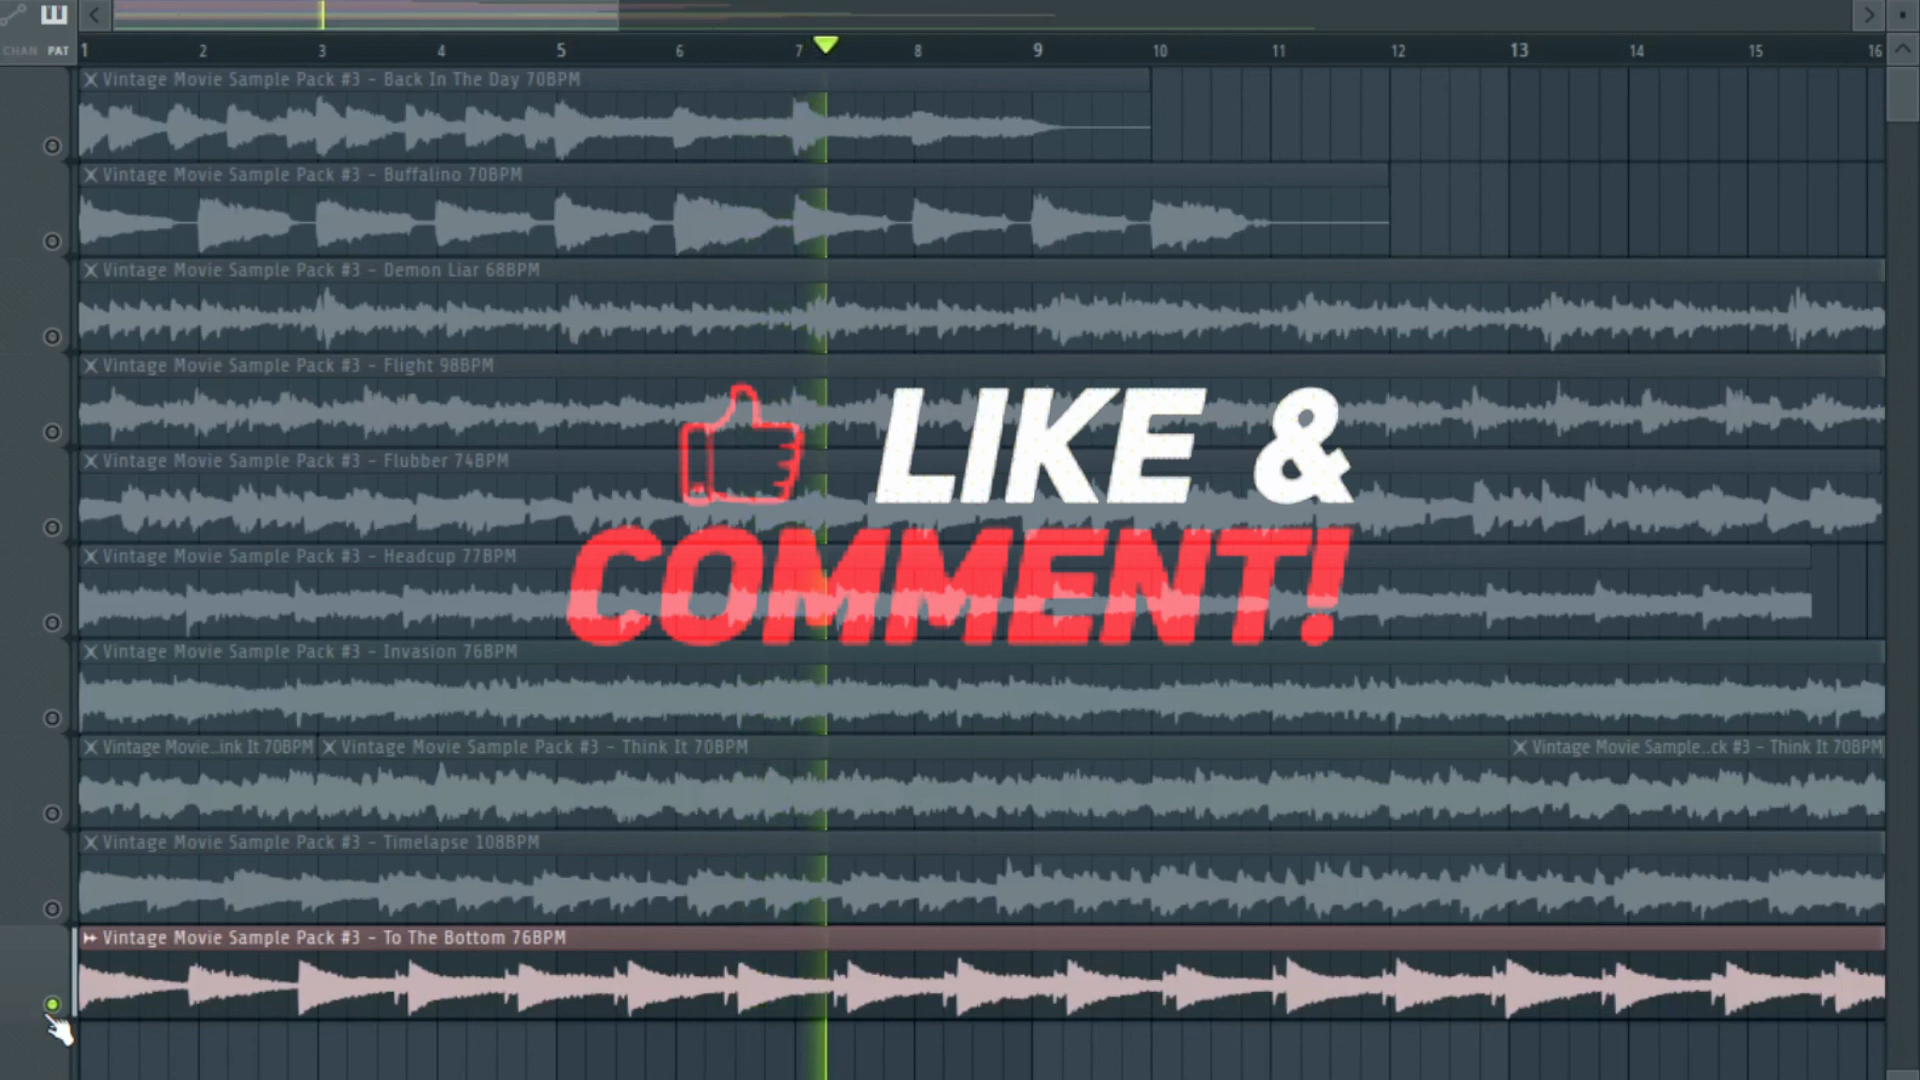 CHAN PAT 1 2 3 4 5 6 7 8 9 10 11 12 13 14 15 16
Vintage Movie Sample Pack #3 - Back In The Day 70BPM
Vintage Movie Sample Pack #3 - Buffalino 70BPM
Vintage Movie Sample Pack #3 - Demon Liar 68BPM
Vintage Movie Sample Pack #3 - Flight 98BPM
LIKE &
Vintage Movie Sample Pack #3 - Flubber 74BPM
COMMENT!
Vintage Movie Sample Pack #3 - Headcup 77BPM
Vintage Movie Sample Pack #3 - Invasion 76BPM
Vintage Movie..ink It 70BPM Vintage Movie Sample Pack #3 - Think It 70BPM Vintage Movie Sample..ck #3 - Think It 70BPM
Vintage Movie Sample Pack #3 - Timelapse 108BPM
Vintage Movie Sample Pack #3 - To The Bottom 76BPM